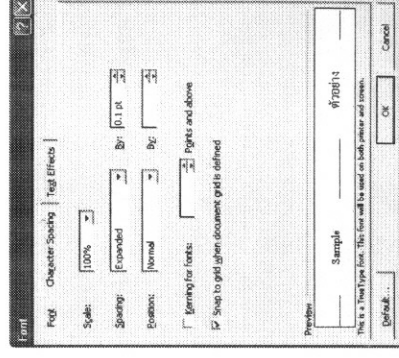 Font
Font Character Spacing Text Effects
Scale: 100%
Spacing: Expanded By: 0.1 pt
Position: Normal By:
Kerning for fonts: Points and above
Snap to grid when document grid is defined
Preview
Sample ตัวอย่าง
This is a TrueType font. This font will be used on both printer and screen.
Default... OK Cancel